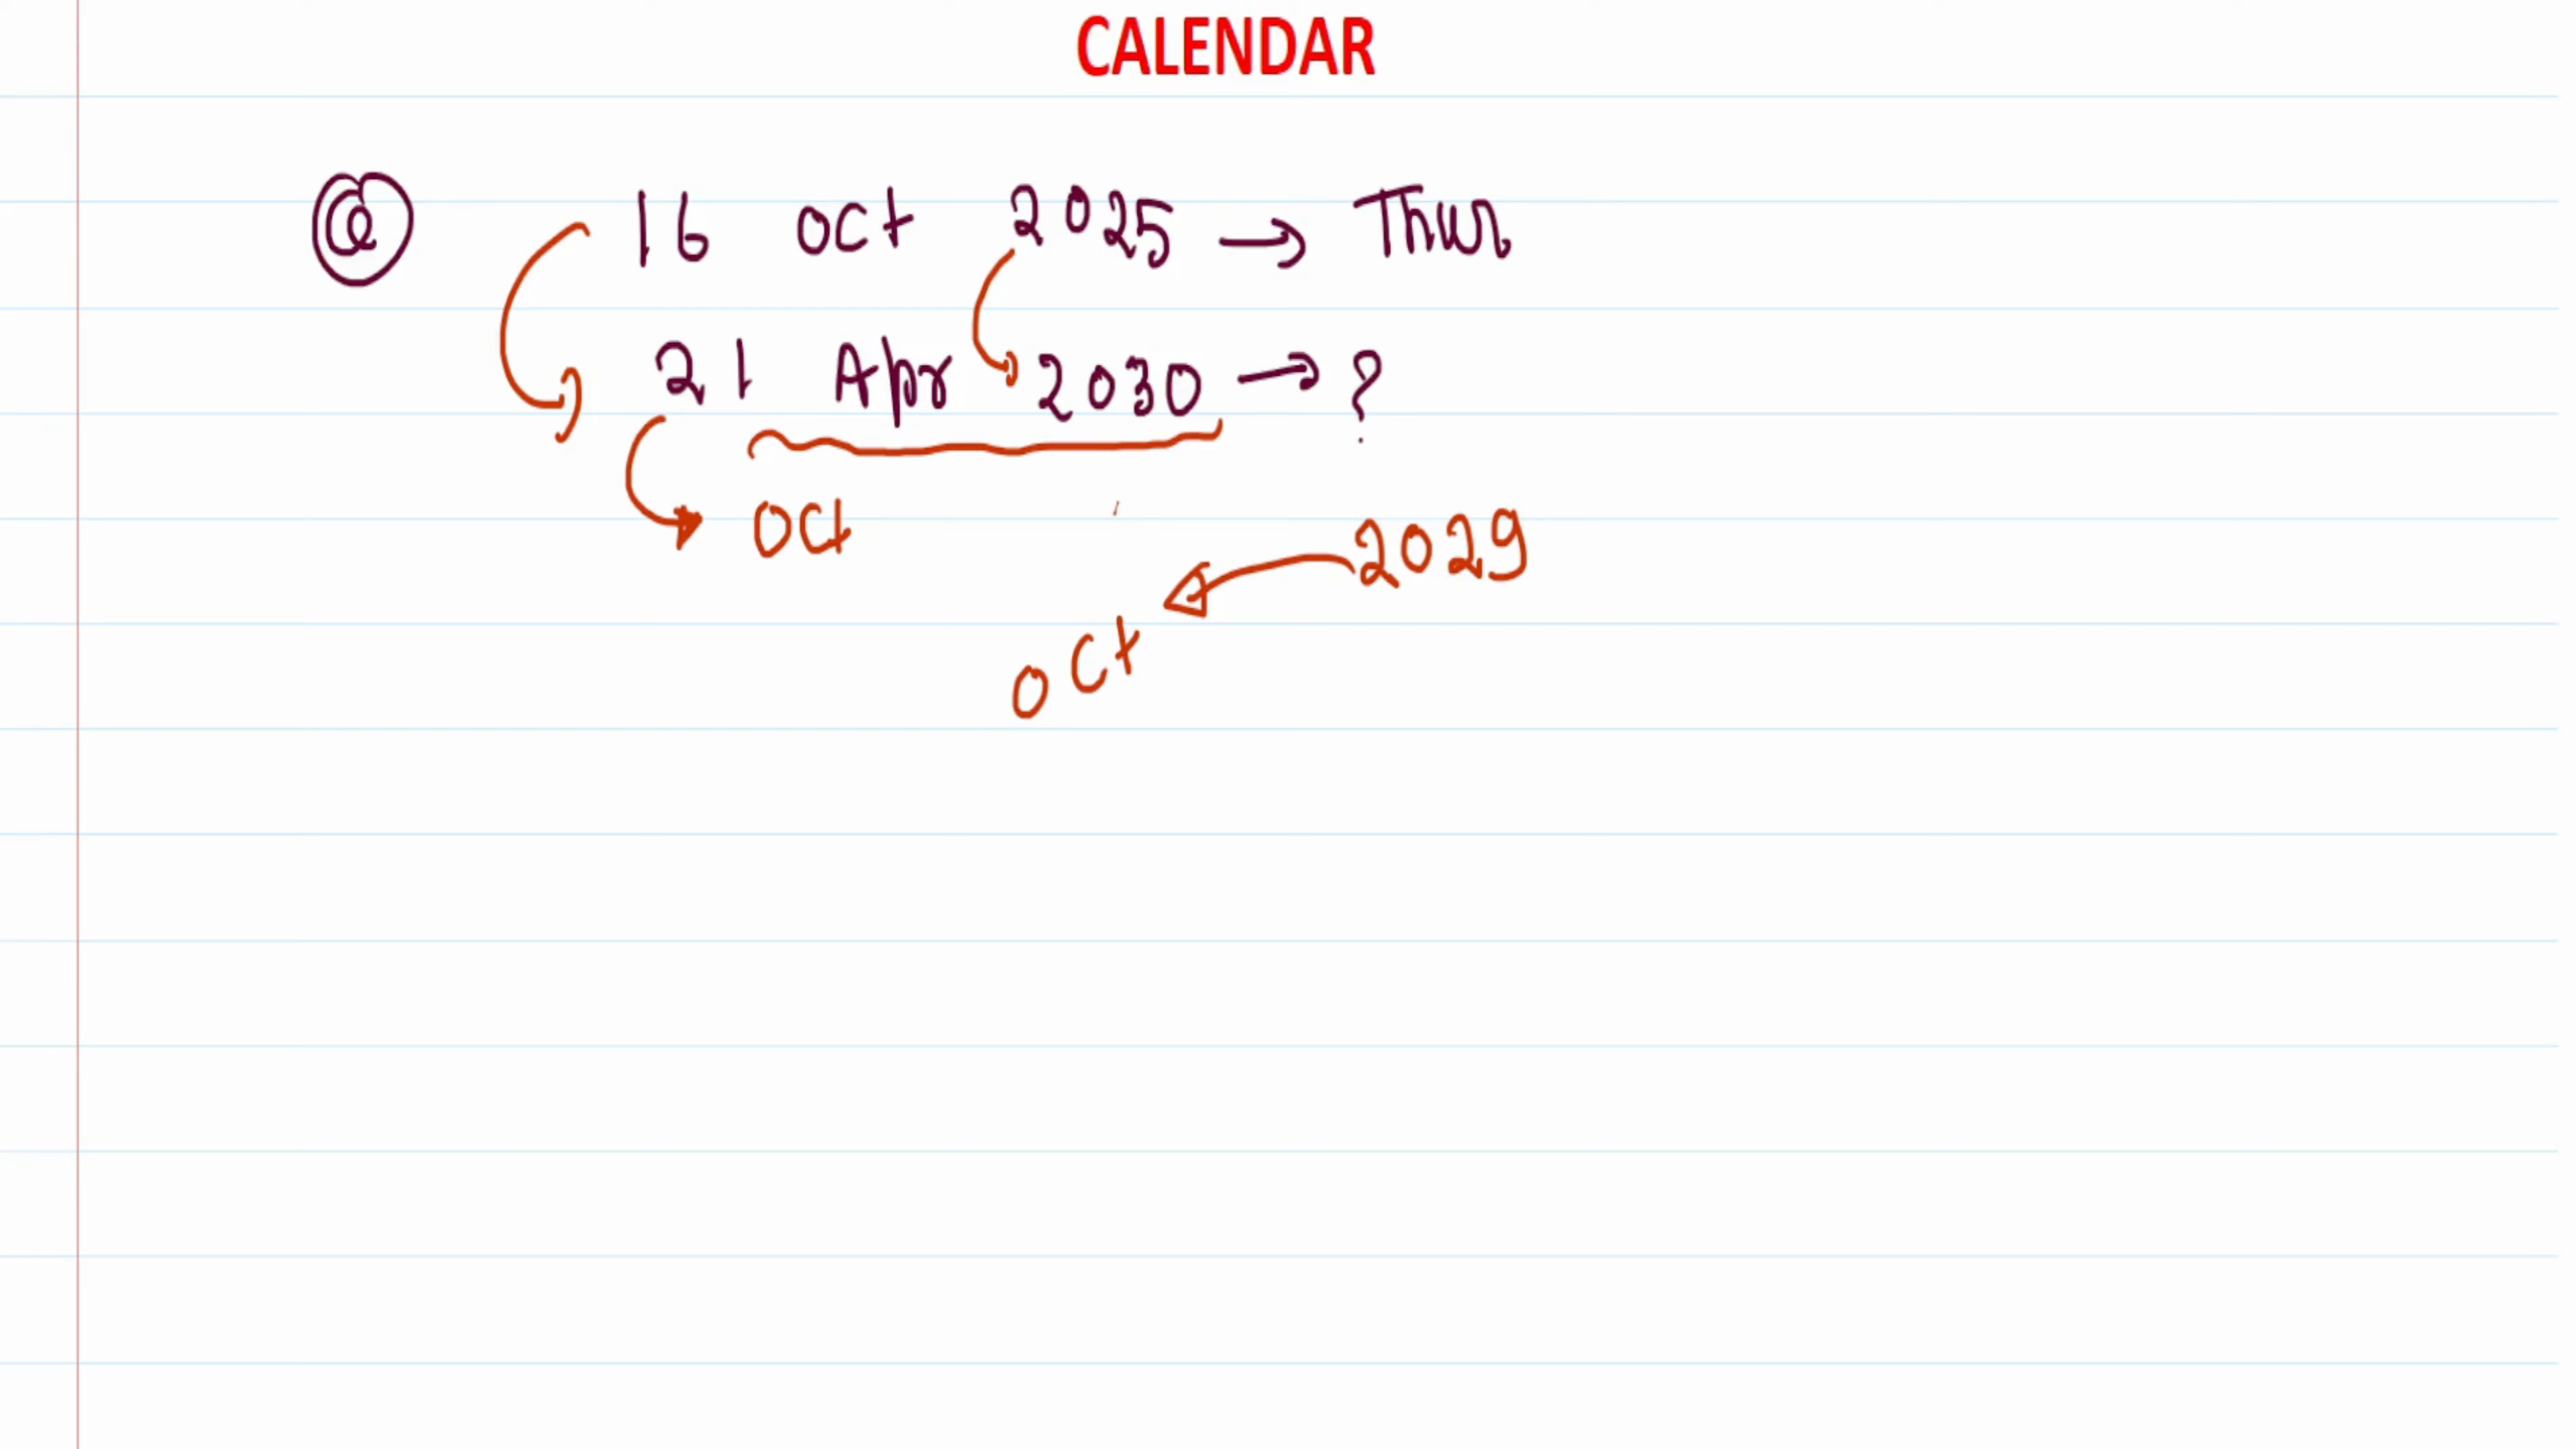 CALENDAR
Q 16 oct 2025 → Thur
21 Apr 2030 → ?
oct
2029
oct